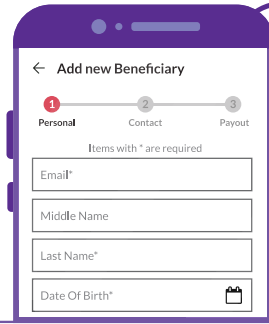 ← Add new Beneficiary
1 2 3
Personal Contact Payout
Items with * are required
Email*
Middle Name
Last Name*
Date Of Birth*